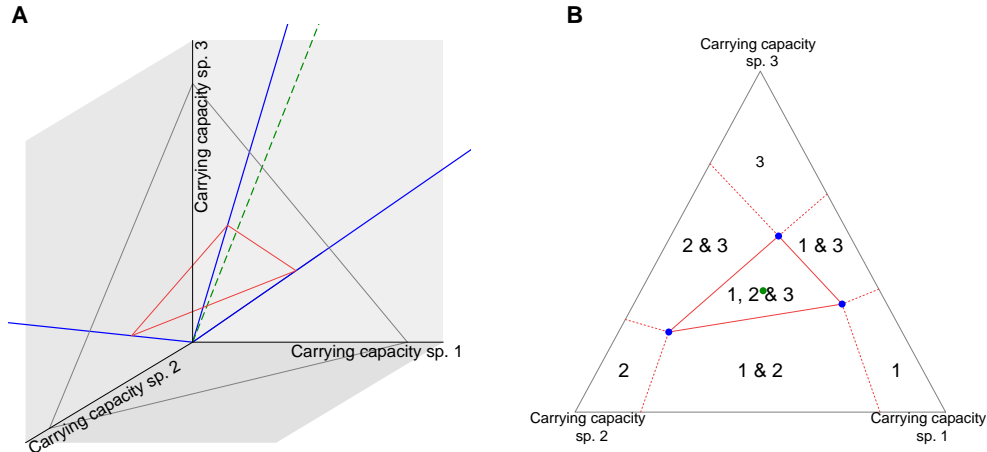 A
Carrying capacity sp. 3
Carrying capacity sp. 1
Carrying capacity sp. 2
B
Carrying capacity
sp. 3
3
2 & 3
1 & 3
1, 2 & 3
2
1 & 2
1
Carrying capacity
sp. 2
Carrying capacity
sp. 1